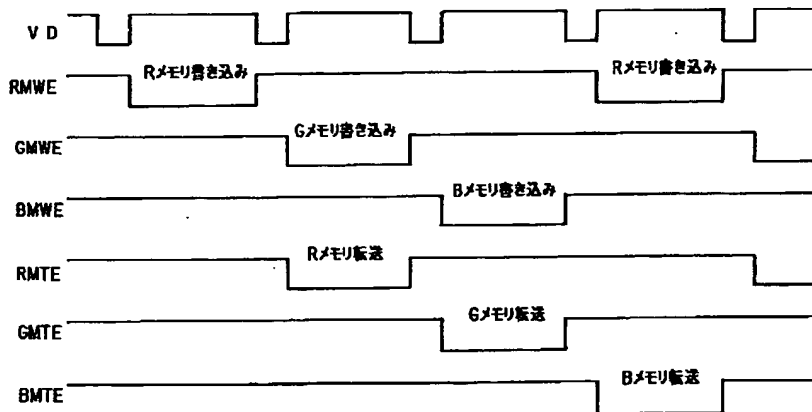 V D
RMWE Rメモリ書き込み Rメモリ書き込み
GMWE Gメモリ書き込み
BMWE Bメモリ書き込み
RMTE Rメモリ転送
GMTE Gメモリ転送
BMTE Bメモリ転送